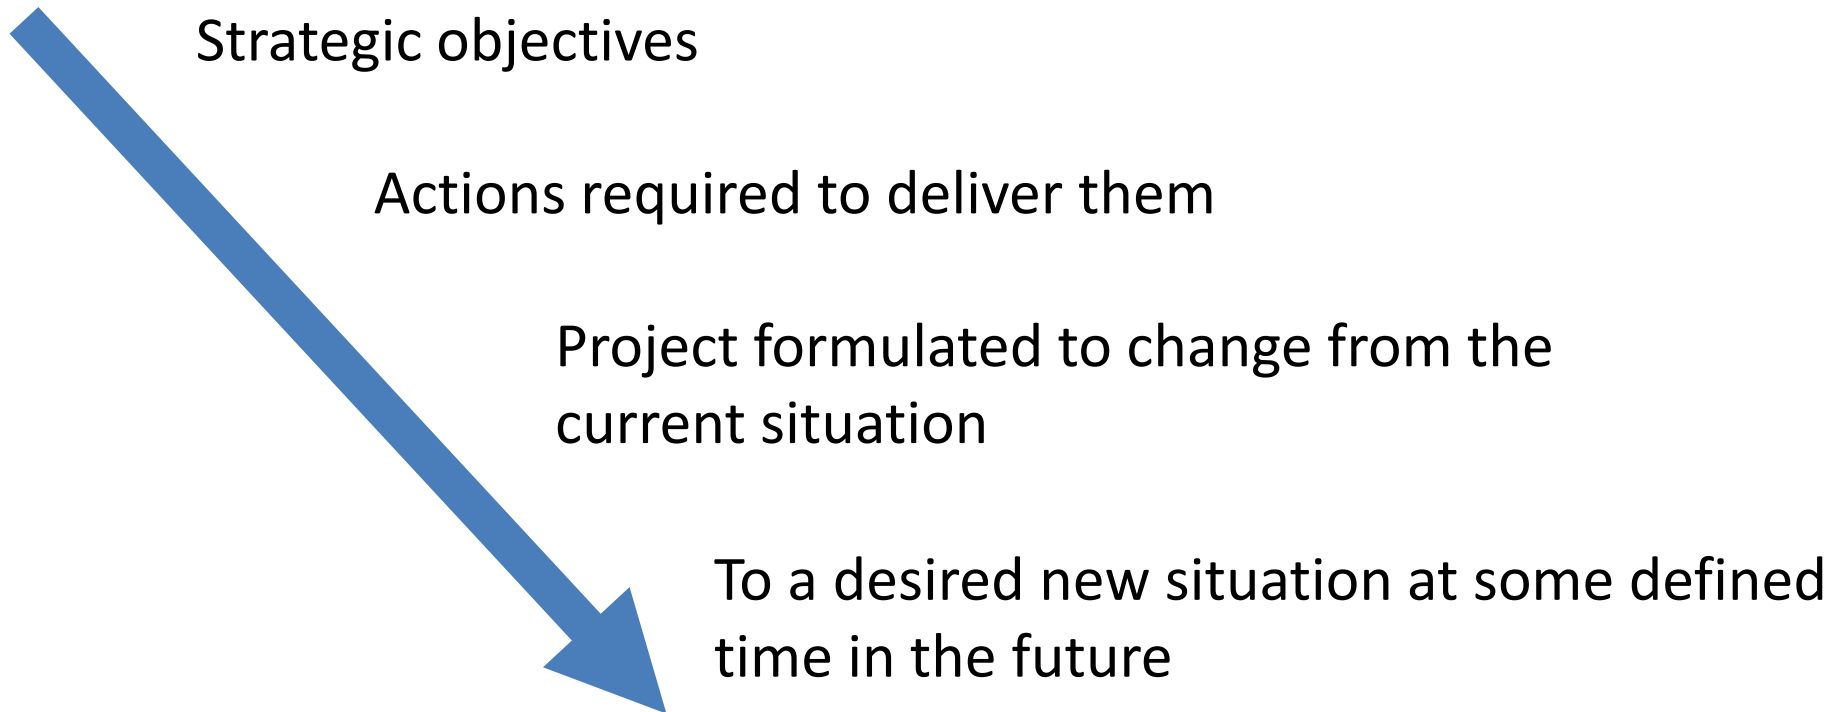 Strategic objectives
Actions required to deliver them
Project formulated to change from the
current situation
To a desired new situation at some defined
time in the future